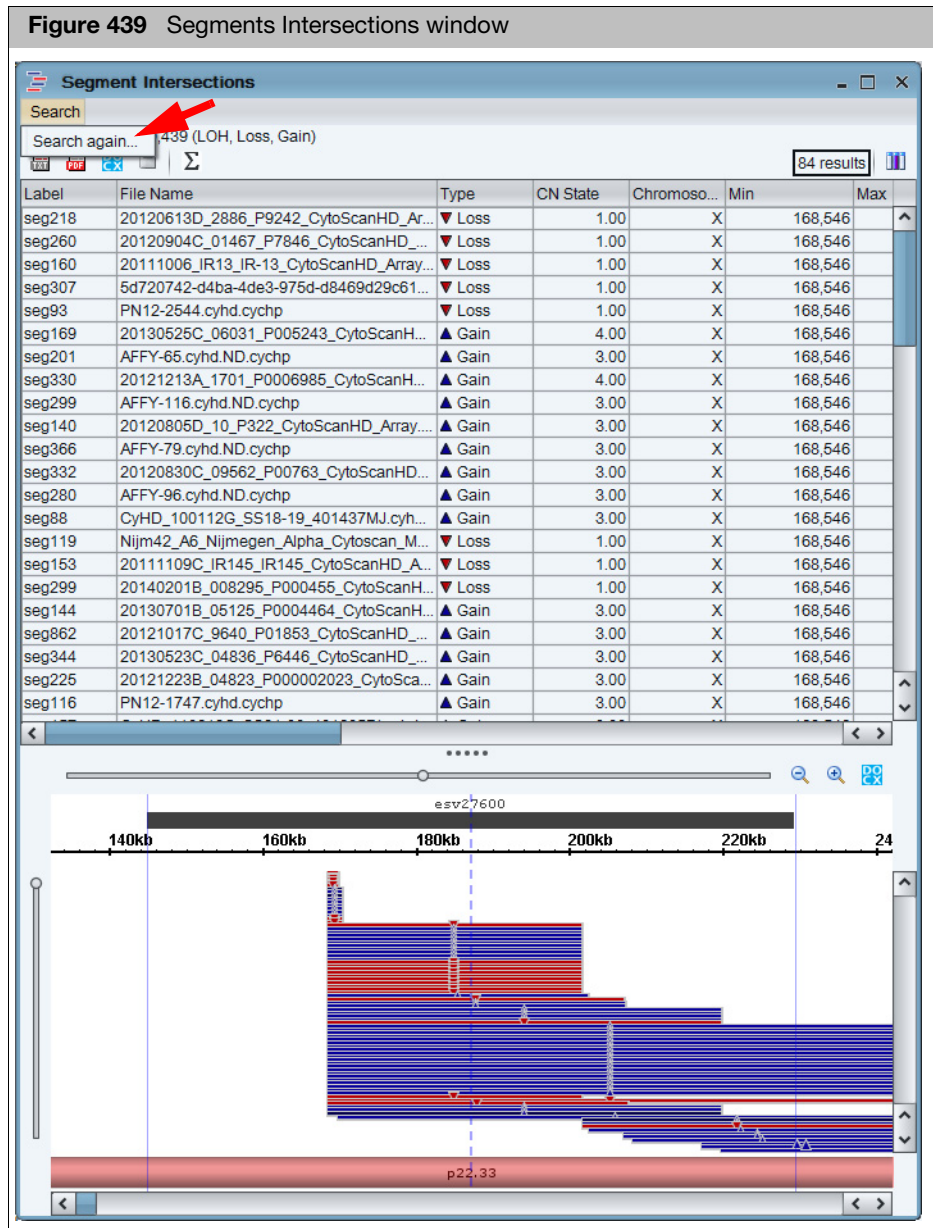 Figure 439 Segments Intersections window
Segment Intersections
Search
Search again... ,439 (LOH, Loss, Gain)
TXT PDF DOCX Σ 84 results
Label File Name Type CN State Chromoso... Min Max
seg218 20120613D_2886_P9242_CytoScanHD_Ar... Loss 1.00 X 168,546
seg260 20120904C_01467_P7846_CytoScanHD_... Loss 1.00 X 168,546
seg160 20111006_IR13_IR-13_CytoScanHD_Array... Loss 1.00 X 168,546
seg307 5d720742-d4ba-4de3-975d-d8469d29c61... Loss 1.00 X 168,546
seg93 PN12-2544.cyhd.cychp Loss 1.00 X 168,546
seg169 20130525C_06031_P005243_CytoScanH... Gain 4.00 X 168,546
seg201 AFFY-65.cyhd.ND.cychp Gain 3.00 X 168,546
seg330 20121213A_1701_P0006985_CytoScanH... Gain 4.00 X 168,546
seg299 AFFY-116.cyhd.ND.cychp Gain 3.00 X 168,546
seg140 20120805D_10_P322_CytoScanHD_Array.... Gain 3.00 X 168,546
seg366 AFFY-79.cyhd.ND.cychp Gain 3.00 X 168,546
seg332 20120830C_09562_P00763_CytoScanHD... Gain 3.00 X 168,546
seg280 AFFY-96.cyhd.ND.cychp Gain 3.00 X 168,546
seg88 CyHD_100112G_SS18-19_401437MJ.cyh... Gain 3.00 X 168,546
seg119 Nijm42_A6_Nijmegen_Alpha_Cytoscan_M... Loss 1.00 X 168,546
seg153 20111109C_IR145_IR145_CytoScanHD_A... Loss 1.00 X 168,546
seg299 20140201B_008295_P000455_CytoScanH... Loss 1.00 X 168,546
seg144 20130701B_05125_P0004464_CytoScanH... Gain 3.00 X 168,546
seg862 20121017C_9640_P01853_CytoScanHD_... Gain 3.00 X 168,546
seg344 20130523C_04836_P6446_CytoScanHD_... Gain 3.00 X 168,546
seg225 20121223B_04823_P000002023_CytoSca... Gain 3.00 X 168,546
seg116 PN12-1747.cyhd.cychp Gain 3.00 X 168,546
DOCX
esv27600
140kb 160kb 180kb 200kb 220kb 24
p22.33